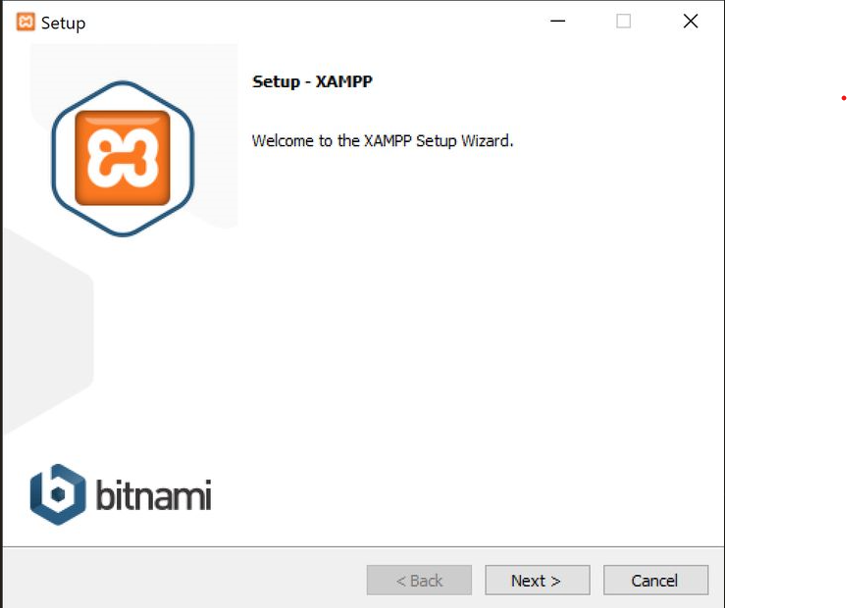 Setup
Setup - XAMPP
Welcome to the XAMPP Setup Wizard.
bitnami
< Back Next > Cancel